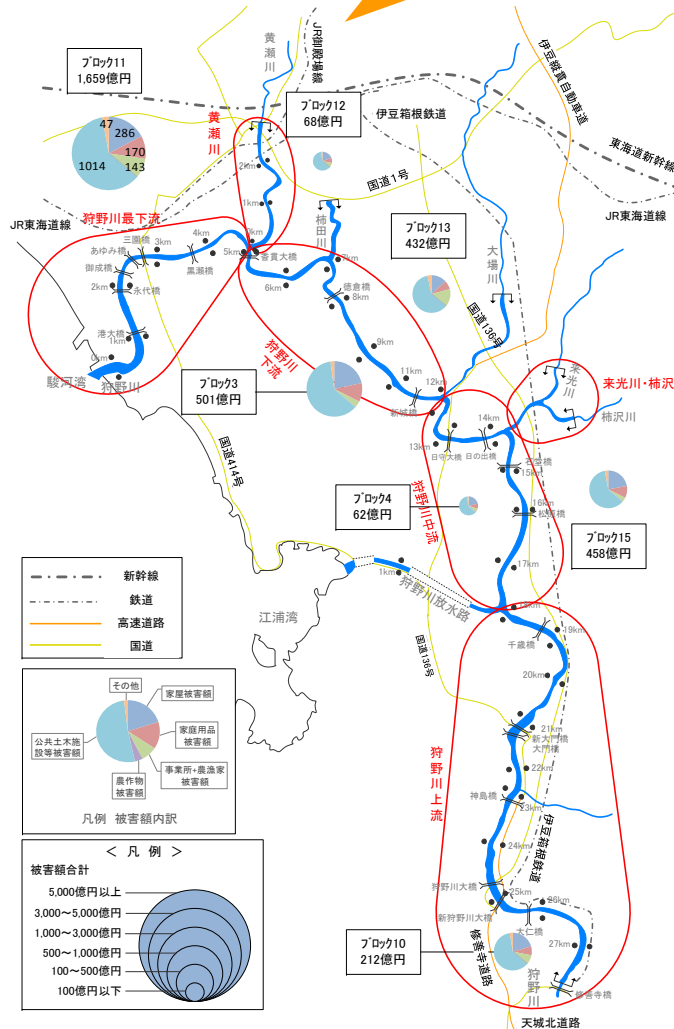 ブロック11
1,659億円
47
286
170
143
1014
黄瀬川
JR御殿場線
ブロック12
68億円
黄瀬川
伊豆箱根鉄道
伊豆縦貫自動車道
東海道新幹線
JR東海道線
国道1号
柿田川
ブロック13
432億円
大場川
国道136号
JR東海道線
狩野川最下流
三園橋
あゆみ橋
御成橋
永代橋
港大橋
黒瀬橋
香貫大橋
0km
1km
2km
3km
4km
5km
0km
1km
2km
6km
7km
徳倉橋
8km
9km
11km
12km
新城橋
駿河湾
狩野川
狩野川下流
ブロック3
501億円
来光川
来光川・柿沢
柿沢川
13km
日守大橋
14km
日の出橋
石堂橋
15km
16km
松原橋
17km
18km
ブロック4
62億円
狩野川中流
ブロック15
458億円
国道414号
1km
狩野川放水路
江浦湾
国道136号
千歳橋
19km
20km
21km
新大門橋
大門橋
22km
神島橋
23km
24km
狩野川上流
伊豆箱根鉄道
狩野川大橋
25km
新狩野川大橋
26km
大仁橋
27km
修善寺橋
修善寺道路
狩野川
天城北道路
ブロック10
212億円
新幹線
鉄道
高速道路
国道
その他
家屋被害額
家庭用品
被害額
公共土木施
設等被害額
事業所+農漁家
被害額
農作物
被害額
凡例 被害額内訳
＜ 凡 例 ＞
被害額合計
5,000億円以上
3,000～5,000億円
1,000～3,000億円
500～1,000億円
100～500億円
100億円以下